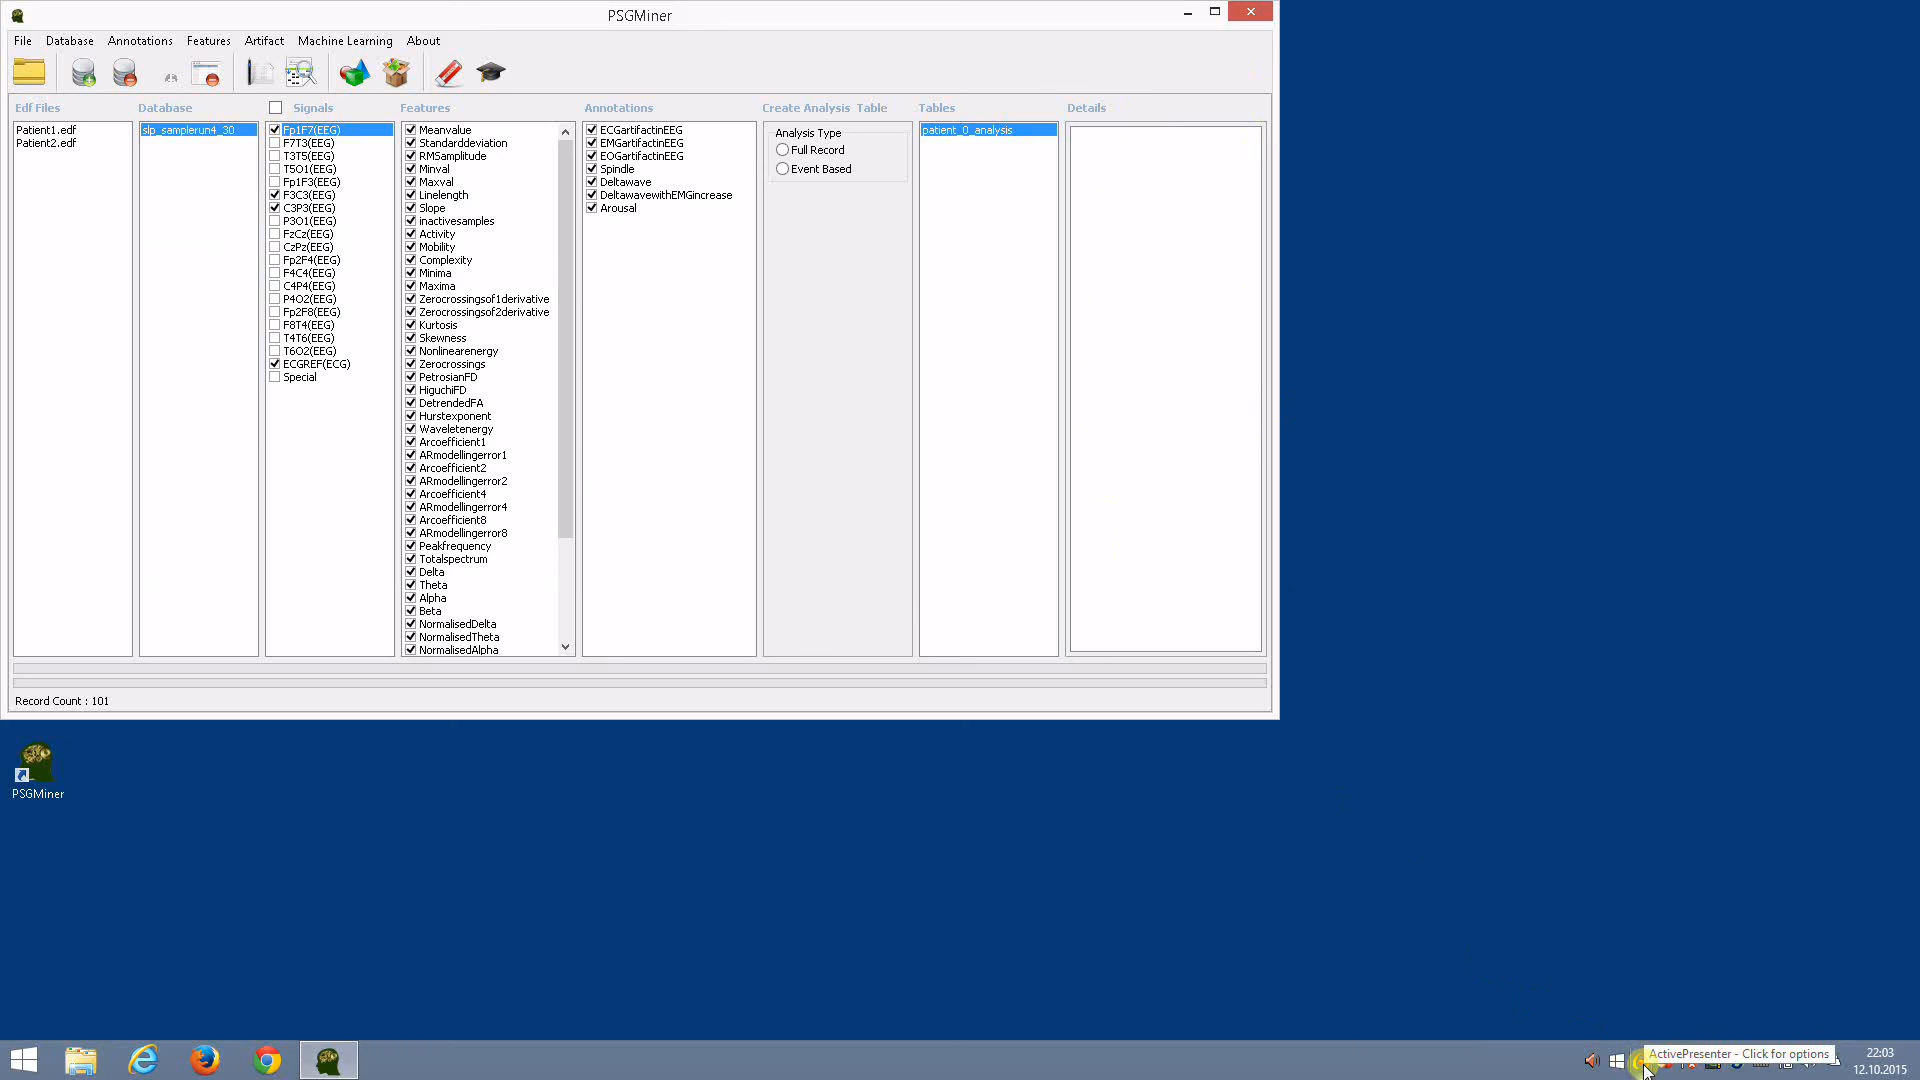 PSGMiner
File Database Annotations Features Artifact Machine Learning About
Edf Files
Patient1.edf
Patient2.edf
Database
slp_samplerun4_30
Signals
Fp1F7(EEG)
F7T3(EEG)
T3T5(EEG)
T5O1(EEG)
Fp1F3(EEG)
F3C3(EEG)
C3P3(EEG)
P3O1(EEG)
FzCz(EEG)
CzPz(EEG)
Fp2F4(EEG)
F4C4(EEG)
C4P4(EEG)
P4O2(EEG)
Fp2F8(EEG)
F8T4(EEG)
T4T6(EEG)
T6O2(EEG)
ECGREF(ECG)
Special
Features
Meanvalue
Standarddeviation
RMSamplitude
Minval
Maxval
Linelength
Slope
inactivesamples
Activity
Mobility
Complexity
Minima
Maxima
Zerocrossingsof1derivative
Zerocrossingsof2derivative
Kurtosis
Skewness
Nonlinearenergy
Zerocrossings
PetrosianFD
HiguchiFD
DetrendedFA
Hurstexponent
Waveletenergy
Arcoefficient1
ARmodellingerror1
Arcoefficient2
ARmodellingerror2
Arcoefficient4
ARmodellingerror4
Arcoefficient8
ARmodellingerror8
Peakfrequency
Totalspectrum
Delta
Theta
Alpha
Beta
NormalisedDelta
NormalisedTheta
NormalisedAlpha
Annotations
ECGartifactinEEG
EMGartifactinEEG
EOGartifactinEEG
Spindle
Deltawave
DeltawavewithEMGincrease
Arousal
Create Analysis Table
Analysis Type
Full Record
Event Based
Tables
patient_0_analysis
Details
Record Count : 101
PSGMiner
ActivePresenter - Click for options
22:03
12.10.2015